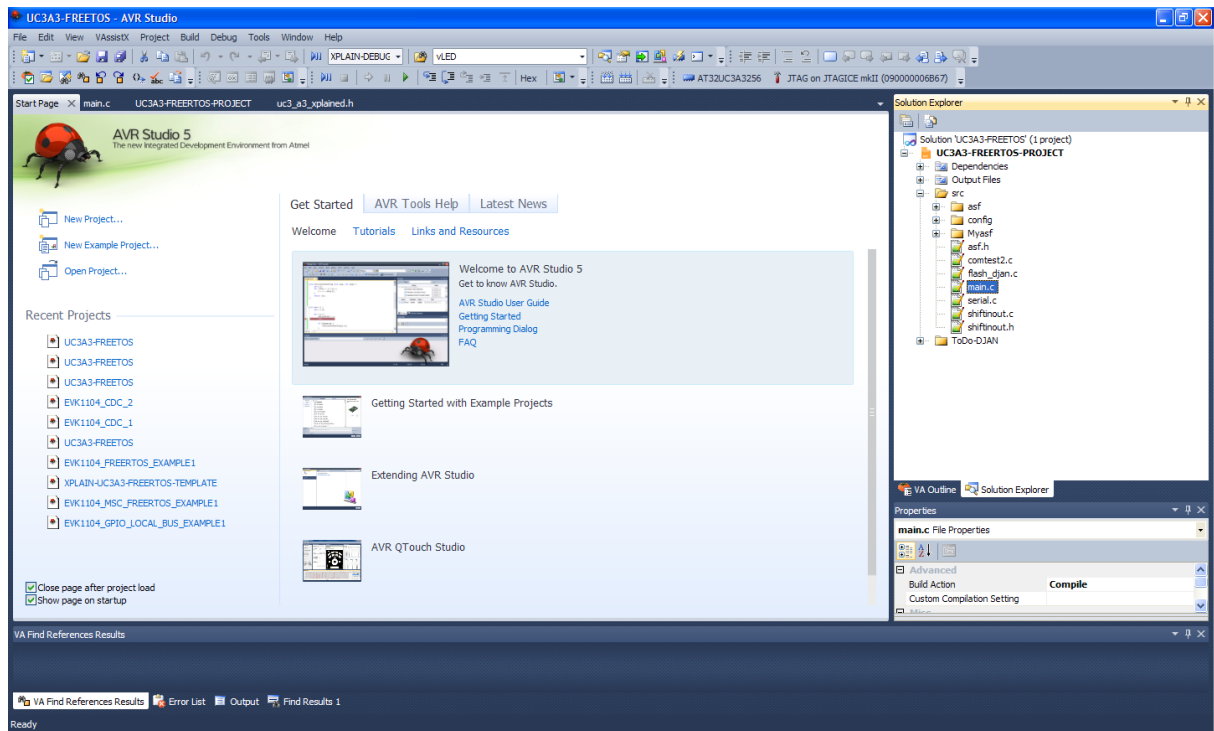 UC3A3-FREETOS - AVR Studio
File Edit View VAssistX Project Build Debug Tools Window Help
XPLAIN-DEBUG vLED
Hex AT32UC3A3256 JTAG on JTAGICE mkII (090000006B67)
Start Page main.c UC3A3-FREERTOS-PROJECT uc3_a3_xplained.h
AVR Studio 5
The new Integrated Development Environment from Atmel
New Project...
New Example Project...
Open Project...
Recent Projects
UC3A3-FREETOS
UC3A3-FREETOS
UC3A3-FREETOS
EVK1104_CDC_2
EVK1104_CDC_1
UC3A3-FREETOS
EVK1104_FREERTOS_EXAMPLE1
XPLAIN-UC3A3-FREERTOS-TEMPLATE
EVK1104_MSC_FREERTOS_EXAMPLE1
EVK1104_GPIO_LOCAL_BUS_EXAMPLE1
Close page after project load
Show page on startup
Get Started AVR Tools Help Latest News
Welcome Tutorials Links and Resources
Welcome to AVR Studio 5
Get to know AVR Studio.
AVR Studio User Guide
Getting Started
Programming Dialog
FAQ
Getting Started with Example Projects
Extending AVR Studio
AVR QTouch Studio
Solution Explorer
Solution 'UC3A3-FREETOS' (1 project)
UC3A3-FREERTOS-PROJECT
Dependencies
Output Files
src
asf
config
Myasf
asf.h
comtest2.c
flash_djan.c
main.c
serial.c
shiftinout.c
shiftinout.h
ToDo-DJAN
VA Outline Solution Explorer
Properties
main.c File Properties
Advanced
Build Action Compile
Custom Compilation Setting
Misc
VA Find References Results
VA Find References Results Error List Output Find Results 1
Ready